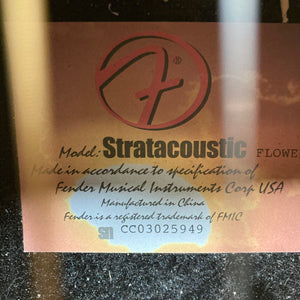 F®
Model: Stratacoustic FLOWE
Made in accordance to specification of
Fender Musical Instruments Corp USA
Manufactured in China
Fender is a registered trademark of FMIC
SN CC03025949